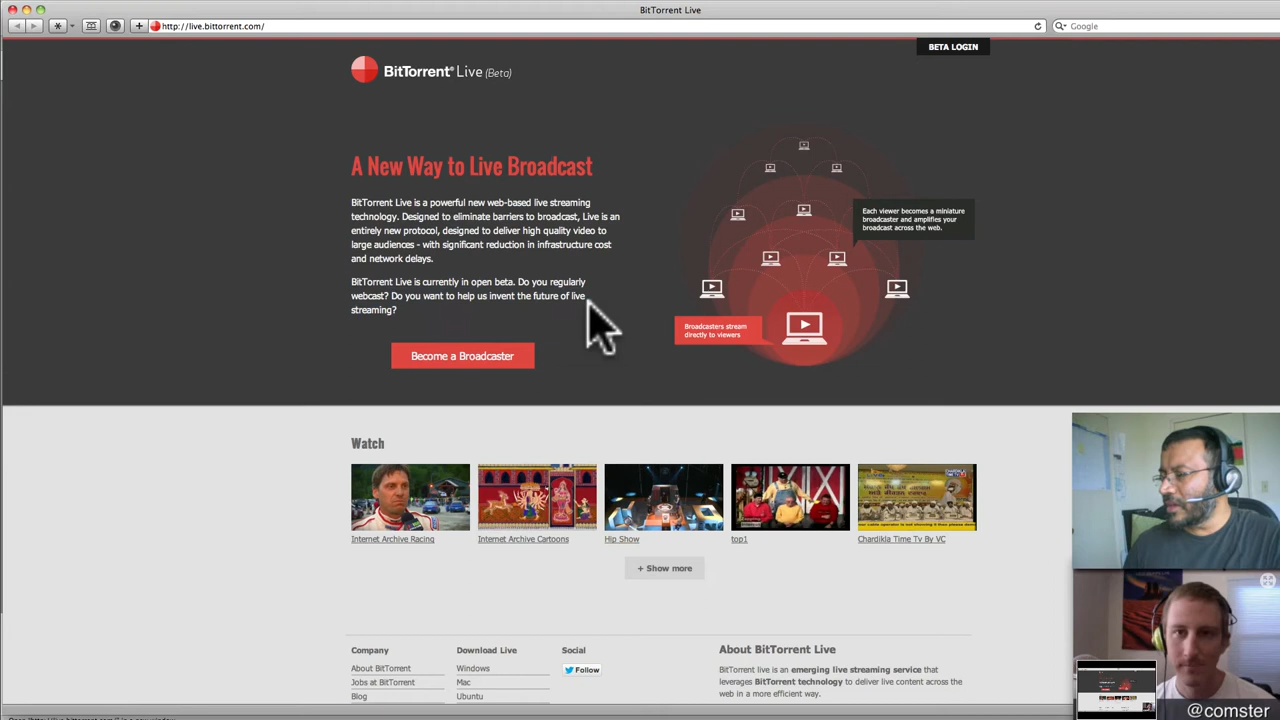 BitTorrent Live
http://live.bittorrent.com/
Google
BETA LOGIN
BitTorrent® Live (Beta)
A New Way to Live Broadcast
BitTorrent Live is a powerful new web-based live streaming
technology. Designed to eliminate barriers to broadcast, Live is an
entirely new protocol, designed to deliver high quality video to
large audiences - with significant reduction in infrastructure cost
and network delays.
BitTorrent Live is currently in open beta. Do you regularly
webcast? Do you want to help us invent the future of live
streaming?
Become a Broadcaster
Each viewer becomes a miniature
broadcaster and amplifies your
broadcast across the web.
Broadcasters stream
directly to viewers
Watch
Internet Archive Racing
Internet Archive Cartoons
Hip Show
top1
Chardikla Time Tv By VC
+ Show more
Company
About BitTorrent
Jobs at BitTorrent
Blog
Download Live
Windows
Mac
Ubuntu
Social
Follow
About BitTorrent Live
BitTorrent live is an emerging live streaming service that
leverages BitTorrent technology to deliver live content across the
web in a more efficient way.
@comster